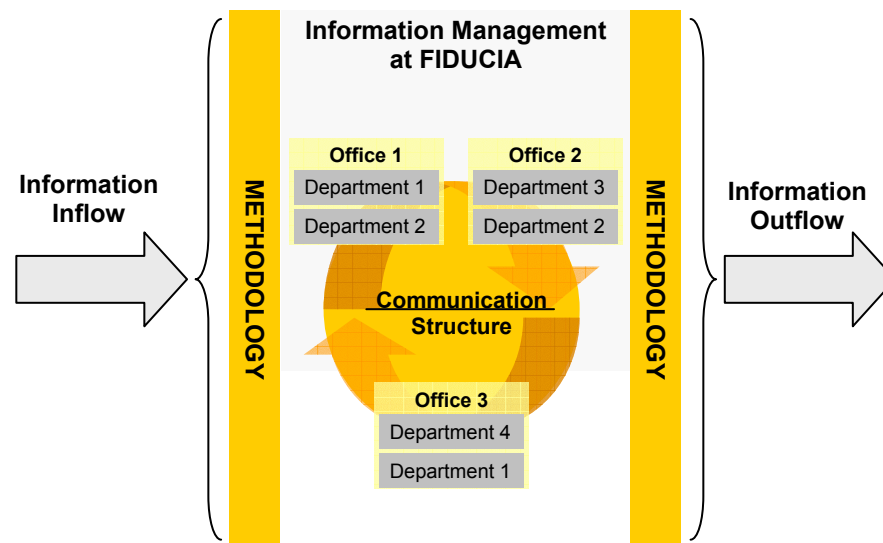 Information Management
at FIDUCIA
Information
Inflow
METHODOLOGY
Office 1
Department 1
Department 2
Office 2
Department 3
Department 2
Communication
Structure
Office 3
Department 4
Department 1
METHODOLOGY
Information
Outflow